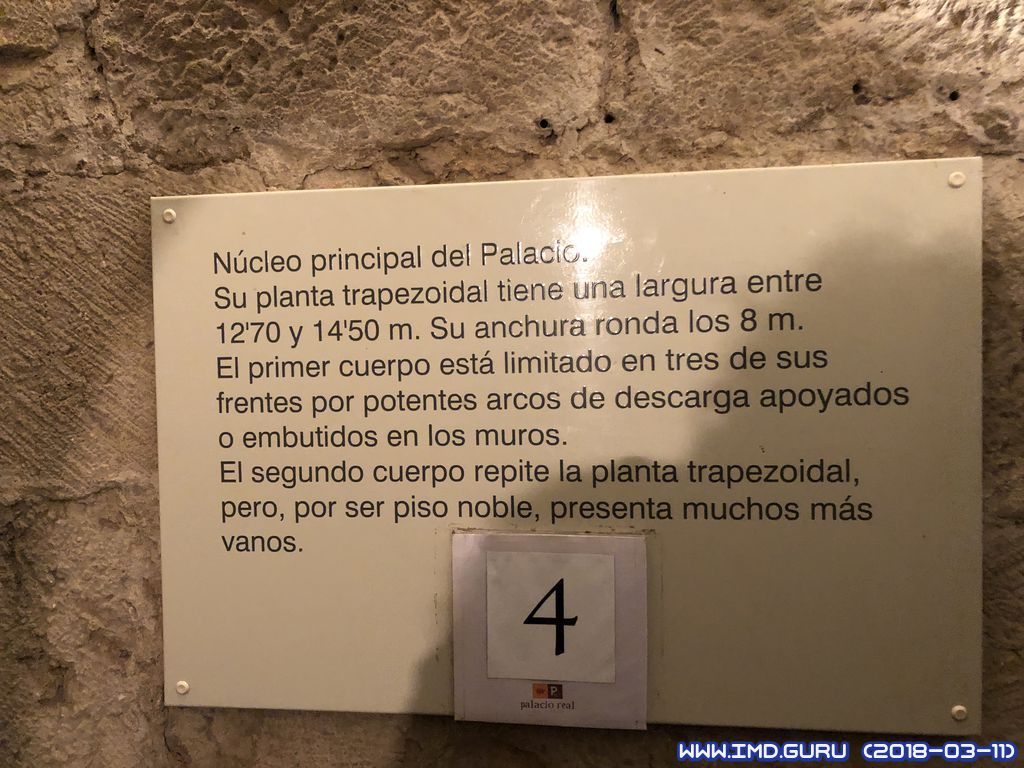 Núcleo principal del Palacio.
Su planta trapezoidal tiene una largura entre
12'70 y 14'50 m. Su anchura ronda los 8 m.
El primer cuerpo está limitado en tres de sus
frentes por potentes arcos de descarga apoyados
o embutidos en los muros.
El segundo cuerpo repite la planta trapezoidal,
pero, por ser piso noble, presenta muchos más
vanos.
4
P
palacio real
WWW.IMD.GURU (2018-03-11)